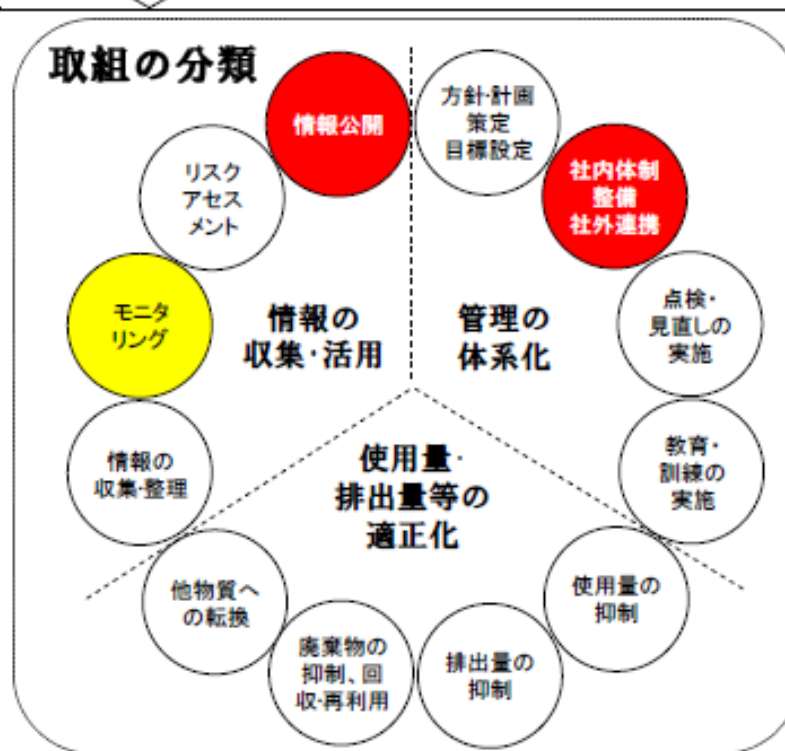 取組の分類
情報公開
方針・計画
策定
目標設定
リスク
アセス
メント
社内体制
整備
社外連携
モニタ
リング
情報の
収集・活用
管理の
体系化
点検・
見直しの
実施
情報の
収集・整理
使用量・
排出量等の
適正化
教育・
訓練の
実施
他物質へ
の転換
使用量の
抑制
廃棄物の
抑制、回
収・再利用
排出量の
抑制